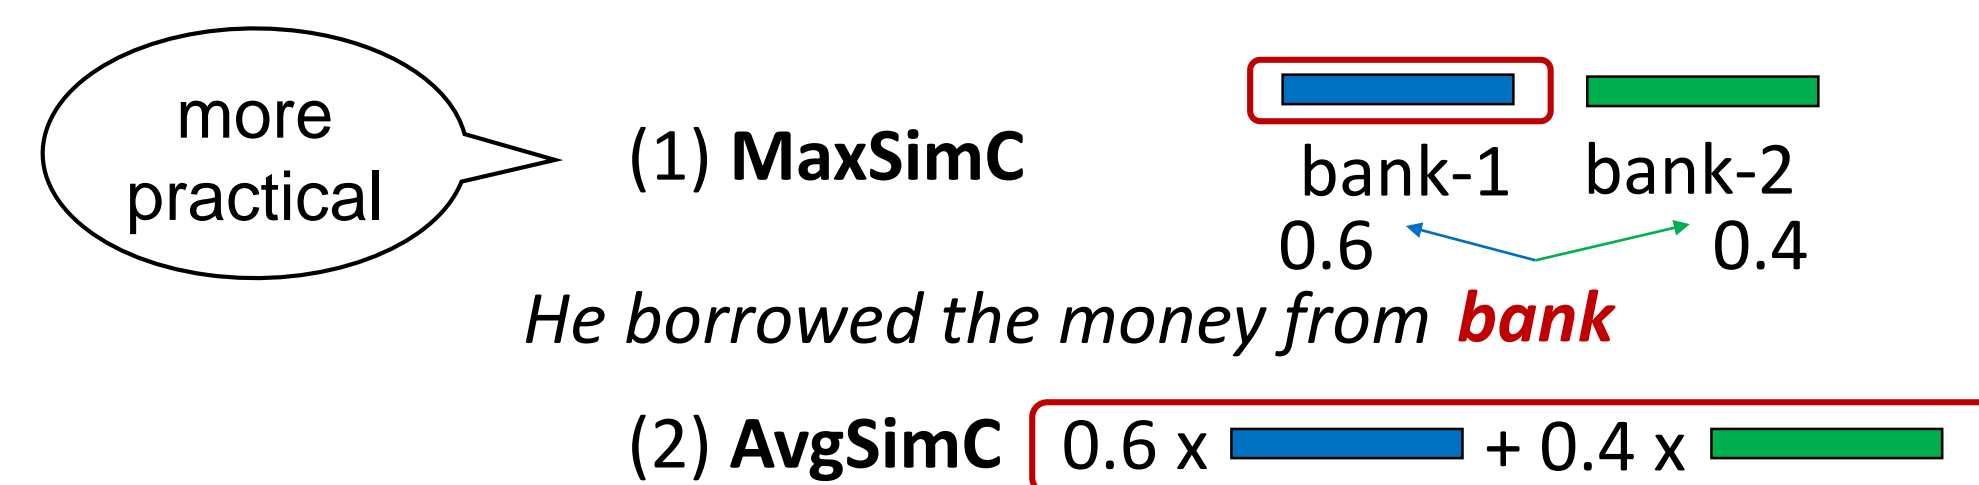 more
practical
(1) MaxSimC
bank-1 bank-2
0.6 0.4
He borrowed the money from bank
(2) AvgSimC 0.6 x + 0.4 x